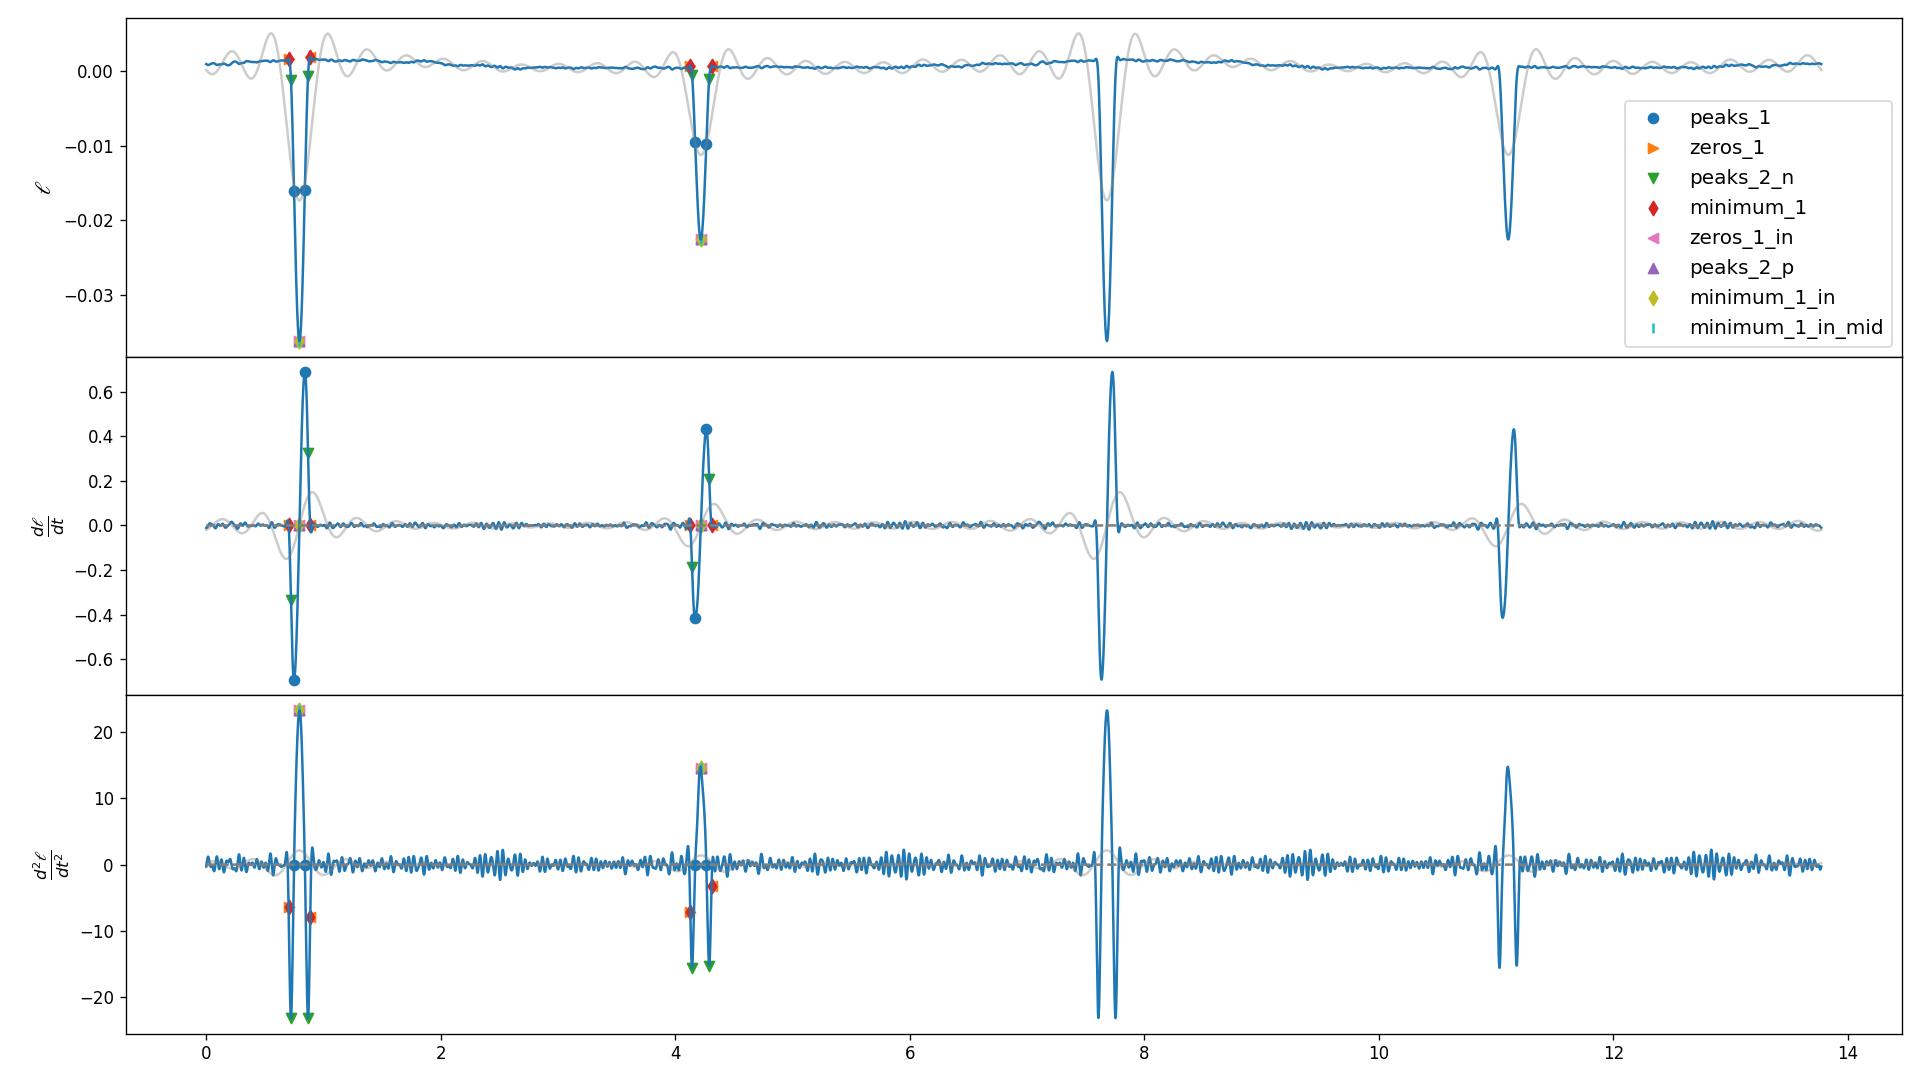 0.00
−0.01
−0.02
−0.03
ℓ
peaks_1
zeros_1
peaks_2_n
minimum_1
zeros_1_in
peaks_2_p
minimum_1_in
minimum_1_in_mid
0.6
0.4
0.2
0.0
−0.2
−0.4
−0.6
dℓ
dt
20
10
0
−10
−20
d²ℓ
dt²
0 2 4 6 8 10 12 14